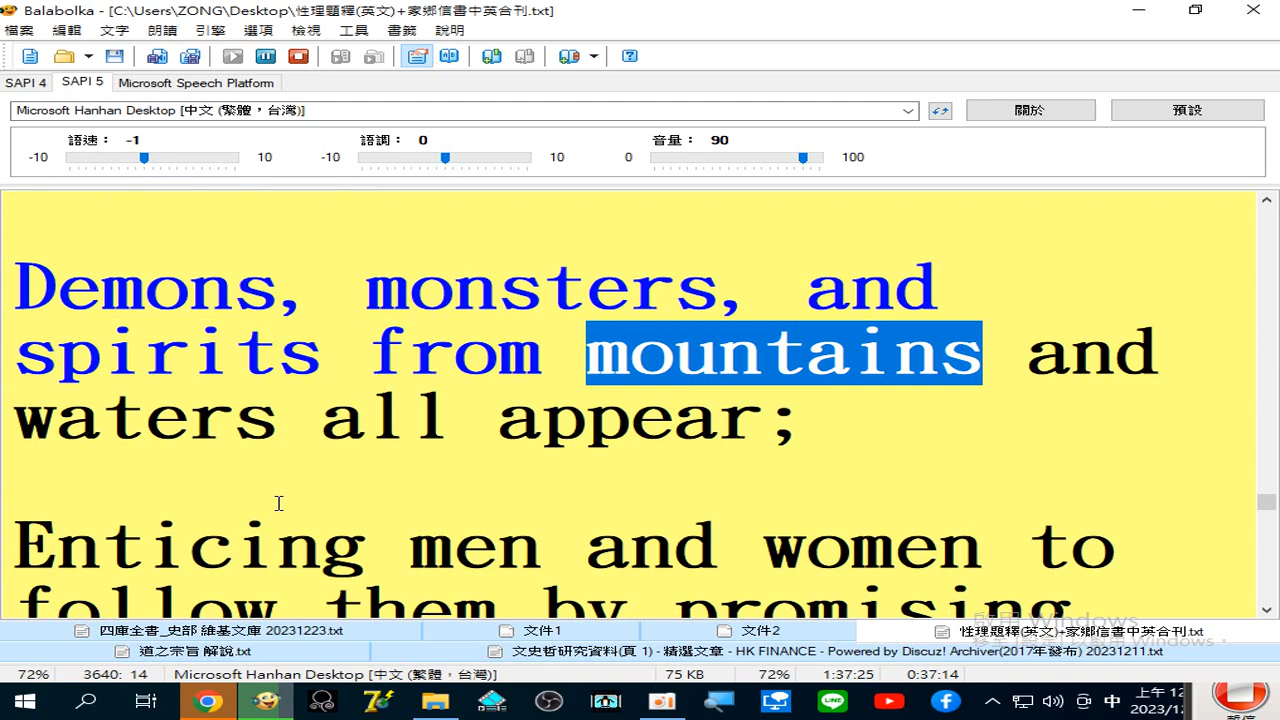 Balabolka - [C:\Users\ZONG\Desktop\性理題釋(英文)+家鄉信書中英合刊.txt]
檔案 編輯 文字 朗讀 引擎 選項 檢視 工具 書籤 說明
SAPI 4 SAPI 5 Microsoft Speech Platform
Microsoft Hanhan Desktop [中文 (繁體，台灣)] 關於 預設
語速： -1 語調： 0 音量： 90
-10 10 -10 10 0 100
Demons, monsters, and
spirits from mountains and
waters all appear;
Enticing men and women to
follow them by promising
啟用 Windows
四庫全書_史部 維基文庫 20231223.txt 文件1 文件2 性理題釋(英文)+家鄉信書中英合刊.txt
道之宗旨 解說.txt 文史哲研究資料(頁 1) - 精選文章 - HK FINANCE - Powered by Discuz! Archiver(2017年發布) 20231211.txt
72% 3640: 14 Microsoft Hanhan Desktop [中文 (繁體，台灣)] 75 KB 72% 1:37:25 0:37:14
中 上午 12
2023/12